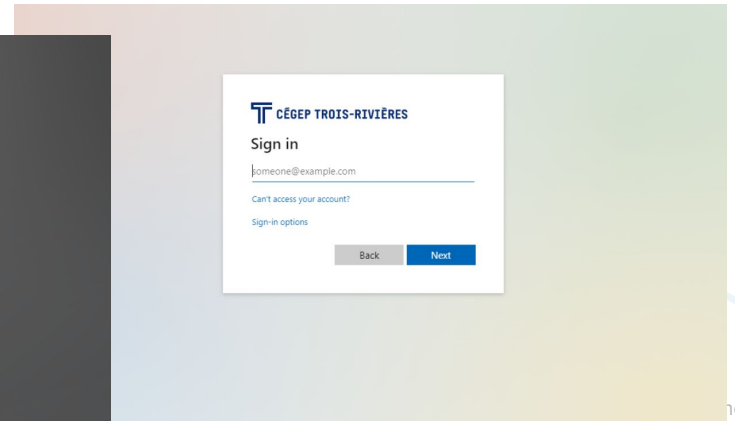 CÉGEP TROIS-RIVIÈRES
Sign in
someone@example.com
Can't access your account?
Sign-in options
Back
Next